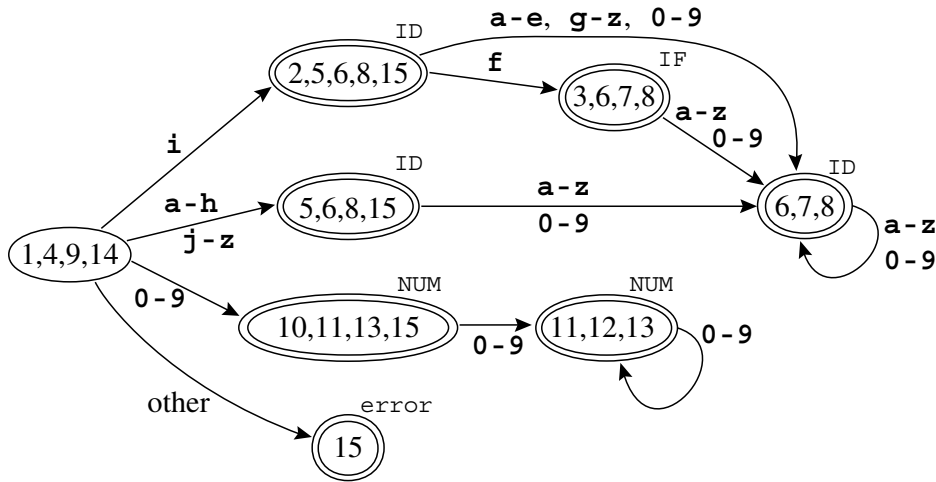 a-e, g-z, 0-9
ID
2,5,6,8,15
f
IF
3,6,7,8
a-z
0-9
i
ID
a-h
j-z
5,6,8,15
a-z
0-9
ID
6,7,8
a-z
0-9
1,4,9,14
0-9
NUM
10,11,13,15
0-9
NUM
11,12,13
0-9
other
error
15